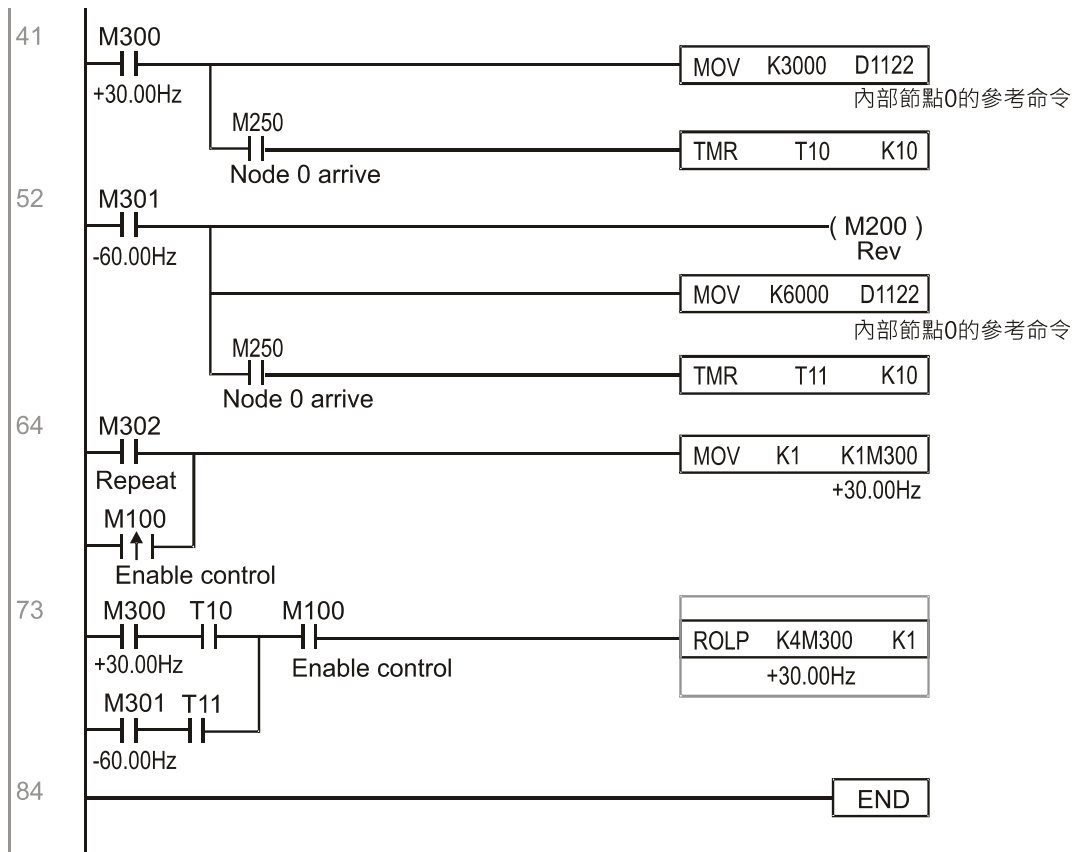 41
M300
+30.00Hz
MOV K3000 D1122
內部節點0的參考命令
M250
Node 0 arrive
TMR T10 K10
52
M301
-60.00Hz
( M200 )
Rev
MOV K6000 D1122
內部節點0的參考命令
M250
Node 0 arrive
TMR T11 K10
64
M302
Repeat
MOV K1 K1M300
+30.00Hz
M100
Enable control
73
M300 T10 M100
+30.00Hz
Enable control
ROLP K4M300 K1
+30.00Hz
M301 T11
-60.00Hz
84
END